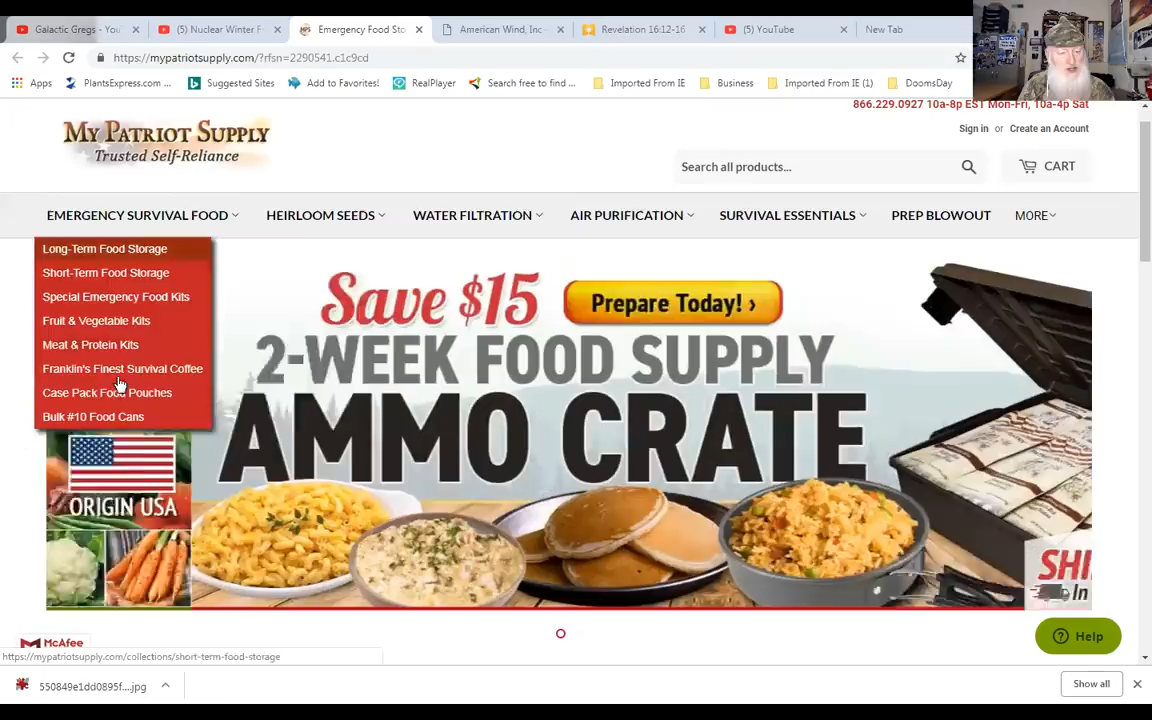 Galactic Gregs - You
(5) Nuclear Winter F
Emergency Food Sto
American Wind, Inc
Revelation 16:12-16
(5) YouTube
New Tab
https://mypatriotsupply.com/?rfsn=2290541.c1c9cd
Apps
PlantsExpress.com ...
Suggested Sites
Add to Favorites!
RealPlayer
Search free to find ...
Imported From IE
Business
Imported From IE (1)
DoomsDay
866.229.0927 10a-8p EST Mon-Fri, 10a-4p Sat
Sign in or Create an Account
MY PATRIOT SUPPLY
Trusted Self-Reliance
Search all products...
CART
EMERGENCY SURVIVAL FOOD
HEIRLOOM SEEDS
WATER FILTRATION
AIR PURIFICATION
SURVIVAL ESSENTIALS
PREP BLOWOUT
MORE
Long-Term Food Storage
Short-Term Food Storage
Special Emergency Food Kits
Fruit & Vegetable Kits
Meat & Protein Kits
Franklin's Finest Survival Coffee
Case Pack Food Pouches
Bulk #10 Food Cans
Save $15
Prepare Today! ›
2-WEEK FOOD SUPPLY
AMMO CRATE
ORIGIN USA
SHI
In
McAfee
Help
https://mypatriotsupply.com/collections/short-term-food-storage
550849e1dd0895f....jpg
Show all